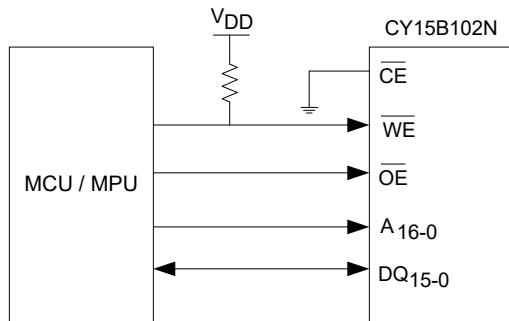 VDD
CY15B102N
CE
WE
MCU / MPU
OE
A16-0
DQ15-0